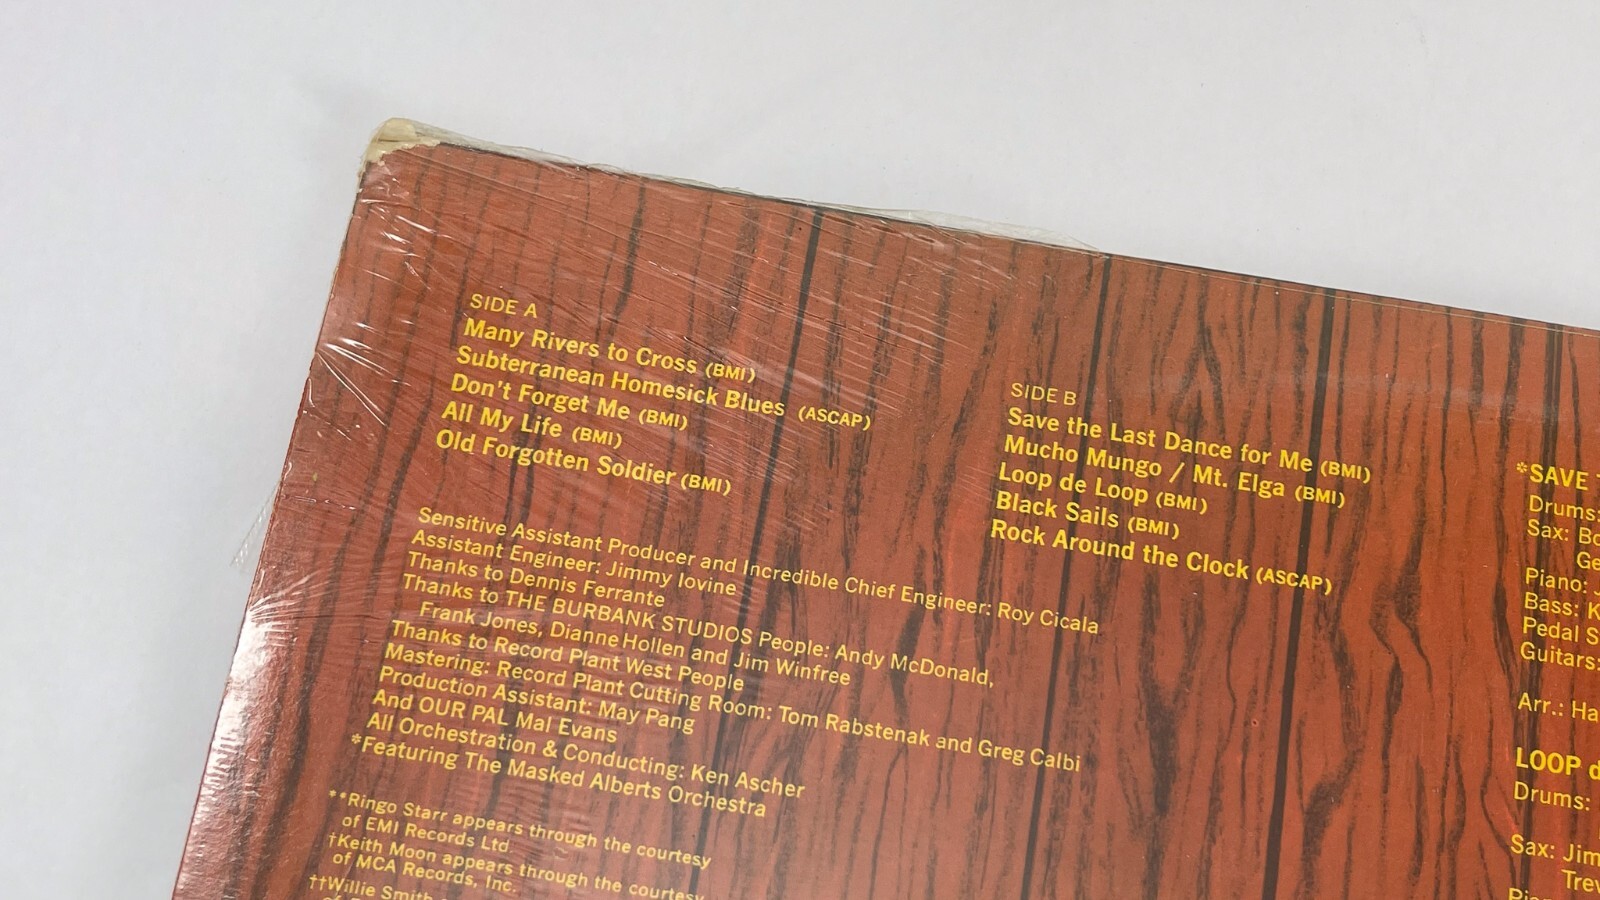 SIDE A
Many Rivers to Cross (BMI)
Subterranean Homesick Blues (ASCAP)
Don't Forget Me (BMI)
All My Life (BMI)
Old Forgotten Soldier (BMI)
SIDE B
Save the Last Dance for Me (BMI)
Mucho Mungo / Mt. Elga (BMI)
Loop de Loop (BMI)
Black Sails (BMI)
Rock Around the Clock (ASCAP)
Sensitive Assistant Producer and Incredible Chief Engineer: Roy Cicala
Assistant Engineer: Jimmy Iovine
Thanks to Dennis Ferrante
Thanks to THE BURBANK STUDIOS People: Andy McDonald,
Frank Jones, Dianne Hollen and Jim Winfree
Thanks to Record Plant West People
Mastering: Record Plant Cutting Room: Tom Rabstenak and Greg Calbi
Production Assistant: May Pang
And OUR PAL Mal Evans
All Orchestration & Conducting: Ken Ascher
*Featuring The Masked Alberts Orchestra
**Ringo Starr appears through the courtesy
of EMI Records Ltd.
†Keith Moon appears through the courtesy
of MCA Records, Inc.
††Willie Smith
*SAVE
Drums:
Sax:
Piano:
Bass:
Pedal
Guitars:
Arr.:
LOOP
Drums:
Sax: Jim